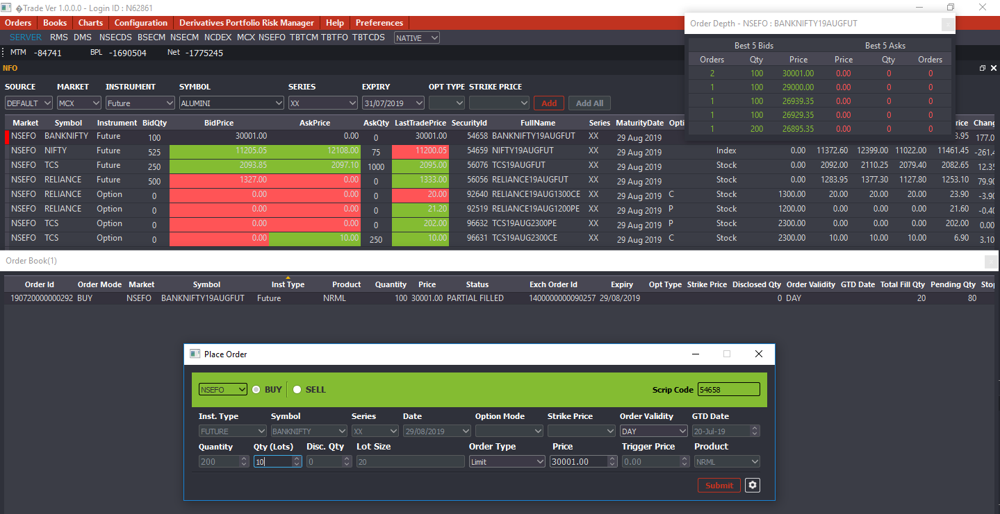 �Trade Ver 1.0.0.0 - Login ID : N62861
Orders Books Charts Configuration Derivatives Portfolio Risk Manager Help Preferences
SERVER RMS DMS NSECDS BSECM NSECM NCDEX MCX NSEFO TBTCM TBTFO TBTCDS NATIVE
MTM -84741 BPL -1690504 Net -1775245
Order Depth - NSEFO : BANKNIFTY19AUGFUT
Best 5 Bids Best 5 Asks
Orders Qty Price Price Qty Orders
2 100 30001.00 0.00 0 0
1 100 29000.00 0.00 0 0
1 100 26939.35 0.00 0 0
1 100 26929.35 0.00 0 0
1 200 26895.35 0.00 0 0
NFO
SOURCE MARKET INSTRUMENT SYMBOL SERIES EXPIRY OPT TYPE STRIKE PRICE
DEFAULT MCX Future ALUMINI XX 31/07/2019 Add Add All
Market Symbol Instrument BidQty BidPrice AskPrice AskQty LastTradePrice SecurityId FullName Series MaturityDate Opti rice Chang
NSEFO BANKNIFTY Future 100 30001.00 0.00 0 30001.00 54658 BANKNIFTY19AUGFUT XX 29 Aug 2019 3.95 177.0
NSEFO NIFTY Future 525 11205.05 12108.00 75 11200.05 54659 NIFTY19AUGFUT XX 29 Aug 2019 Index 0.00 11372.60 12399.00 11022.00 11461.45 -261.4
NSEFO TCS Future 250 2093.85 2097.10 1000 2095.00 56076 TCS19AUGFUT XX 29 Aug 2019 Stock 0.00 2092.00 2110.25 2079.40 2082.65 12.35
NSEFO RELIANCE Future 500 1327.00 0.00 0 1333.00 56056 RELIANCE19AUGFUT XX 29 Aug 2019 Stock 0.00 1283.95 1377.30 1127.80 1253.10 79.90
NSEFO RELIANCE Option 0 0.00 0.00 0 20.00 92640 RELIANCE19AUG1300CE XX 29 Aug 2019 C Stock 1300.00 20.00 20.00 0.00 23.90 -3.90
NSEFO RELIANCE Option 0 0.00 0.00 0 21.20 92519 RELIANCE19AUG1200PE XX 29 Aug 2019 P Stock 1200.00 0.00 0.00 0.00 21.60 -0.40
NSEFO TCS Option 0 0.00 0.00 0 202.00 96632 TCS19AUG2300PE XX 29 Aug 2019 P Stock 2300.00 0.00 0.00 0.00 202.00 0.00
NSEFO TCS Option 0 0.00 10.00 250 10.00 96631 TCS19AUG2300CE XX 29 Aug 2019 C Stock 2300.00 10.00 10.00 10.00 6.90 3.10
Order Book(1)
Order Id Order Mode Market Symbol Inst Type Product Quantity Price Status Exch Order Id Expiry Opt Type Strike Price Disclosed Qty Order Validity GTD Date Total Fill Qty Pending Qty Stop
190720000000292 BUY NSEFO BANKNIFTY19AUGFUT Future NRML 100 30001.00 PARTIAL FILLED 1400000000090257 29/08/2019 0 DAY 20 80
Place Order
NSEFO BUY SELL Scrip Code 54658
Inst. Type Symbol Series Date Option Mode Strike Price Order Validity GTD Date
FUTURE BANKNIFTY XX 29/08/2019 DAY 20-Jul-19
Quantity Qty (Lots) Disc. Qty Lot Size Order Type Price Trigger Price Product
200 10 0 20 Limit 30001.00 0.00 NRML
Submit